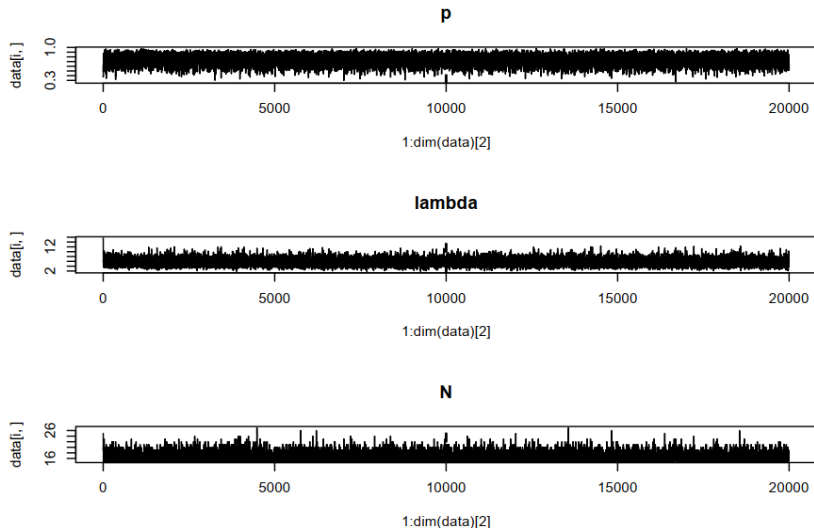 p
data[i, ]
1.0
0.3
0 5000 10000 15000 20000
1:dim(data)[2]
lambda
data[i, ]
12
2
0 5000 10000 15000 20000
1:dim(data)[2]
N
data[i, ]
26
16
0 5000 10000 15000 20000
1:dim(data)[2]